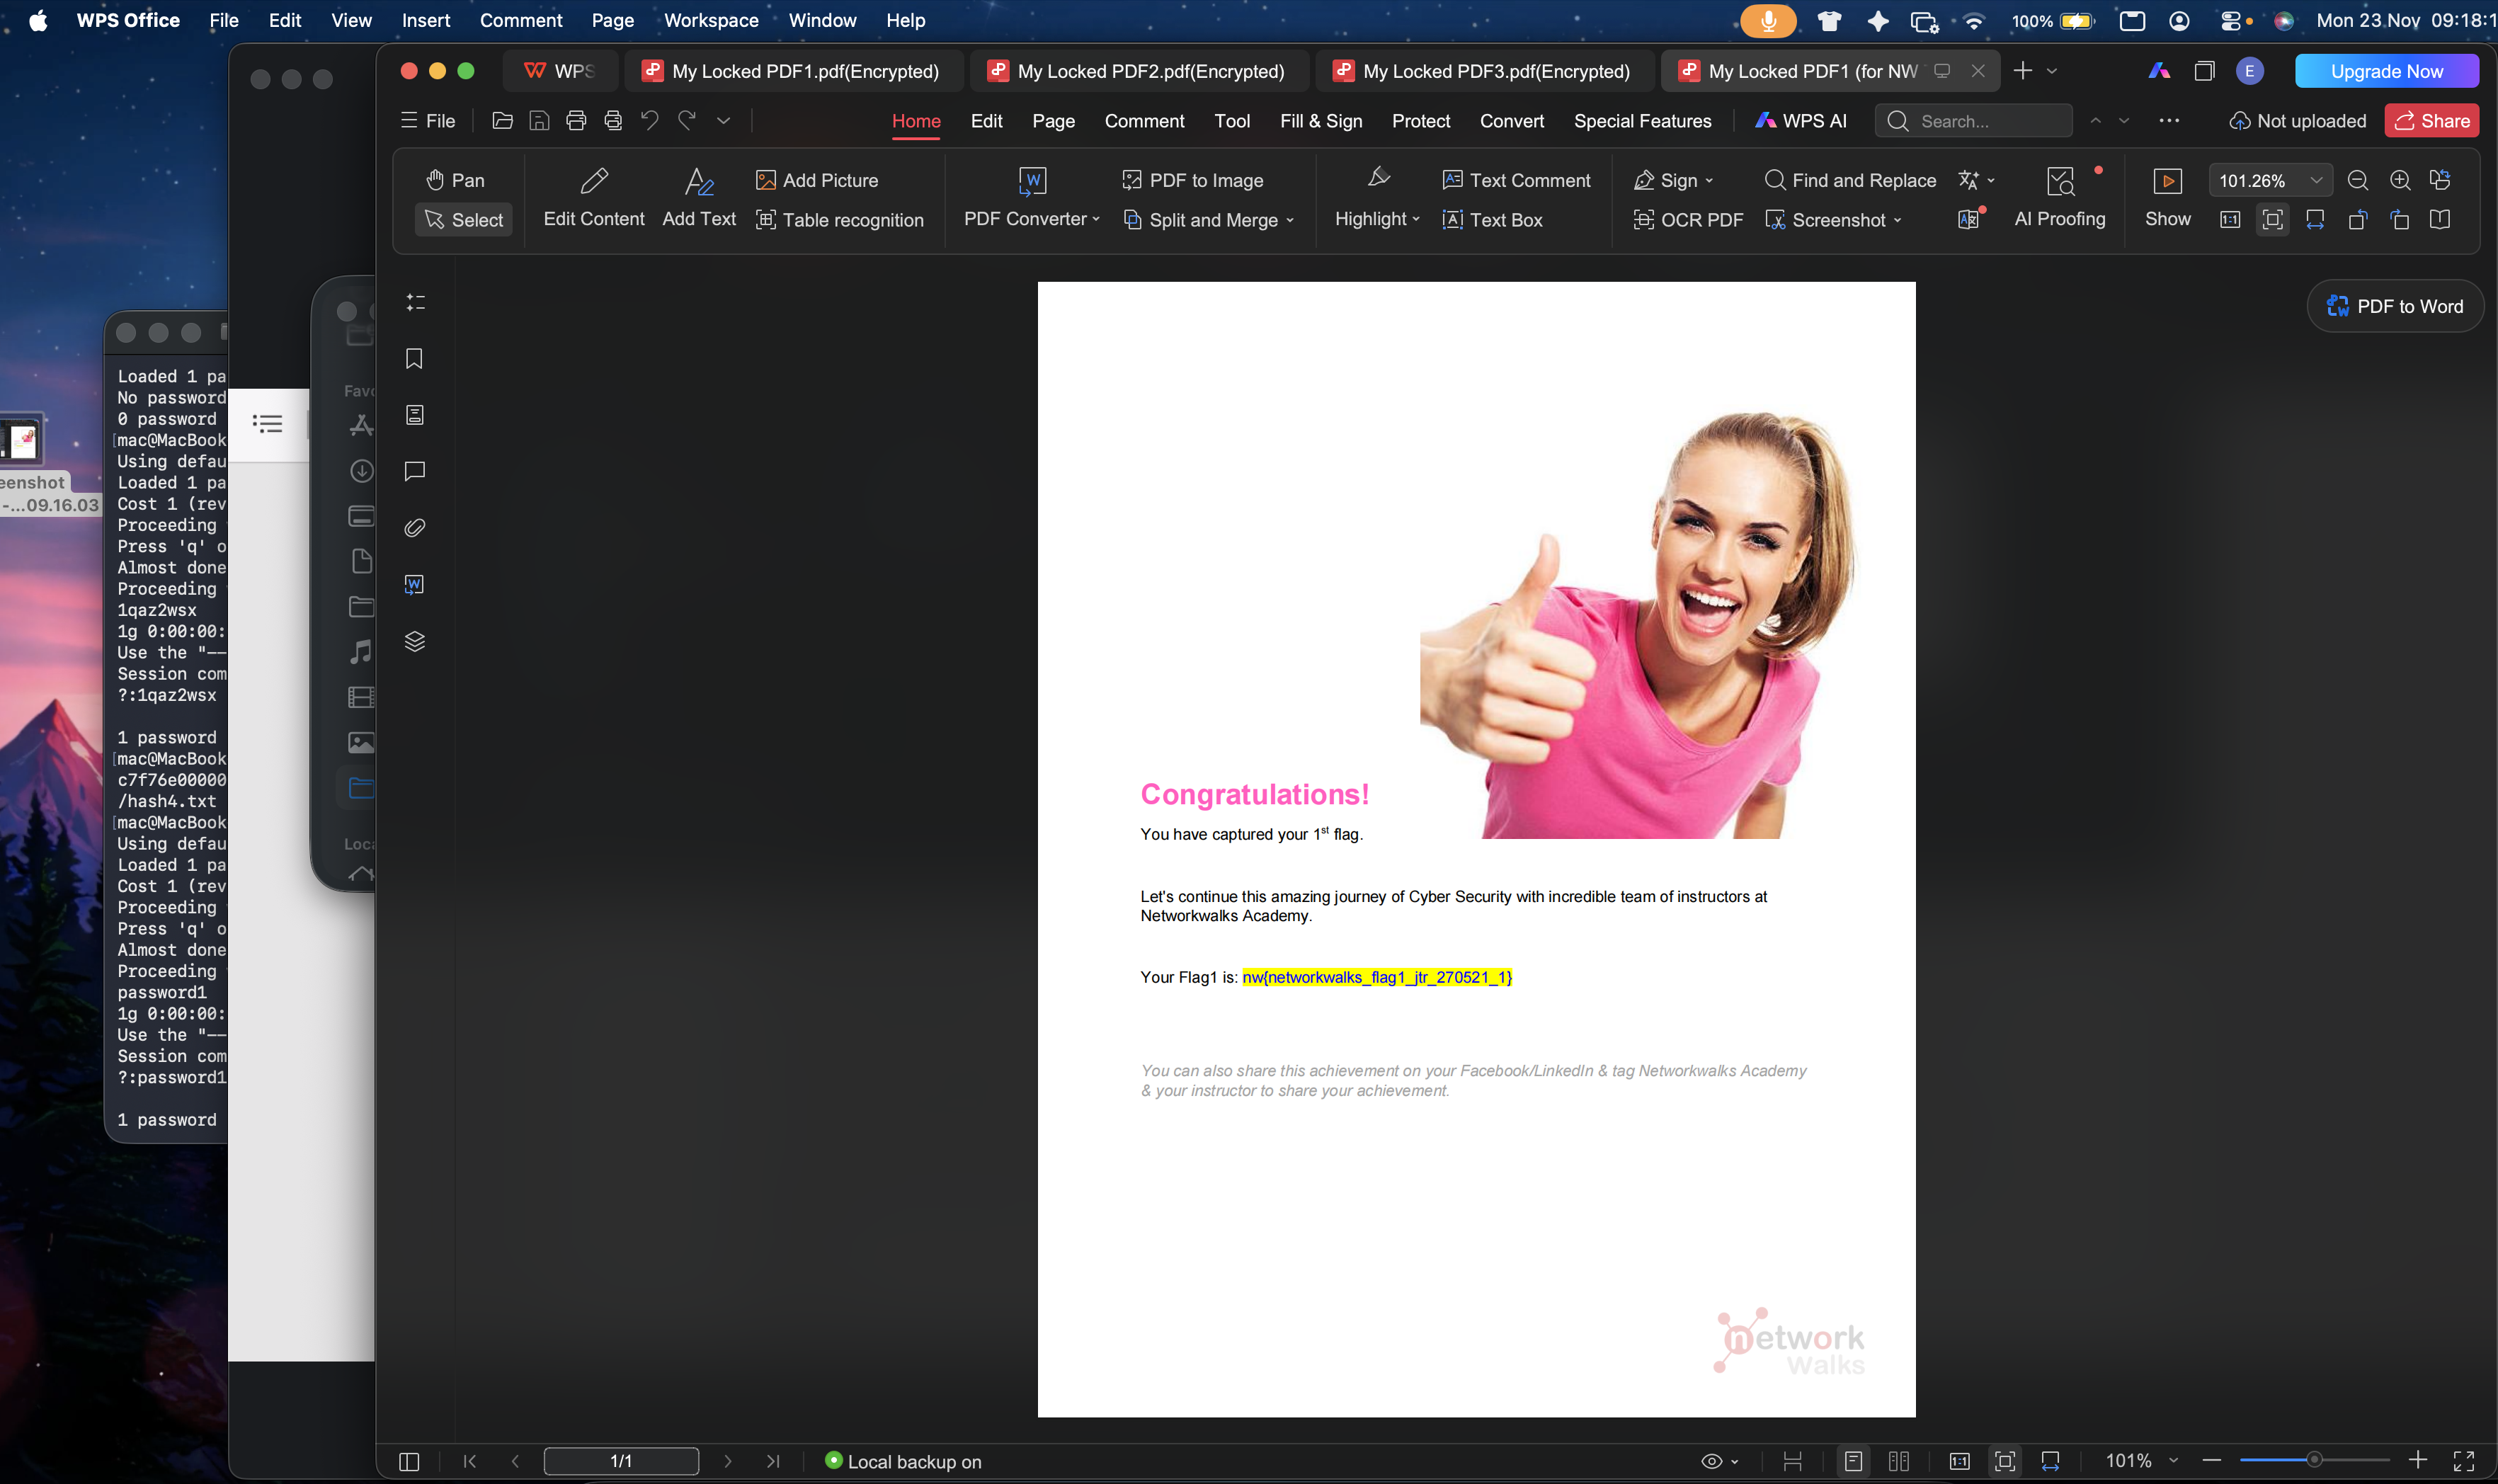 WPS Office File Edit View Insert Comment Page Workspace Window Help 100% Mon 23 Nov 09:18:1
WPS My Locked PDF1.pdf(Encrypted) My Locked PDF2.pdf(Encrypted) My Locked PDF3.pdf(Encrypted) My Locked PDF1 (for NW E Upgrade Now
File Home Edit Page Comment Tool Fill & Sign Protect Convert Special Features WPS AI Search... Not uploaded Share
Pan Add Picture PDF to Image Text Comment Sign Find and Replace 101.26%
Select Edit Content Add Text Table recognition PDF Converter Split and Merge Highlight Text Box OCR PDF Screenshot AI Proofing Show
PDF to Word
eenshot
-...09.16.03
Loaded 1 pa
No password
0 password
[mac@MacBook
Using defau
Loaded 1 pa
Cost 1 (rev
Proceeding
Press 'q' o
Almost done
Proceeding
1qaz2wsx
1g 0:00:00:
Use the "--
Session com
?:1qaz2wsx
1 password
[mac@MacBook
c7f76e00000
/hash4.txt
[mac@MacBook
Using defau
Loaded 1 pa
Cost 1 (rev
Proceeding
Press 'q' o
Almost done
Proceeding
password1
1g 0:00:00:
Use the "--
Session com
?:password1
1 password
Favo
Loca
Congratulations!
You have captured your 1st flag.
Let's continue this amazing journey of Cyber Security with incredible team of instructors at
Networkwalks Academy.
Your Flag1 is: nw{networkwalks_flag1_jtr_270521_1}
You can also share this achievement on your Facebook/LinkedIn & tag Networkwalks Academy
& your instructor to share your achievement.
network
Walks
1/1 Local backup on 101%